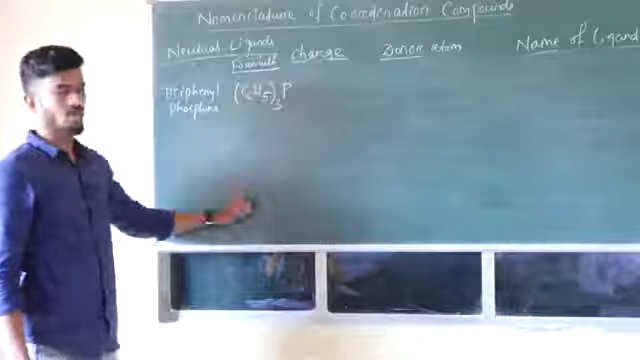 Nomenclature of Coordination Compounds
Neutral Ligands
Formula charge Donor atom Name of Ligand
Triphenyl (C6H5)3P
phosphine